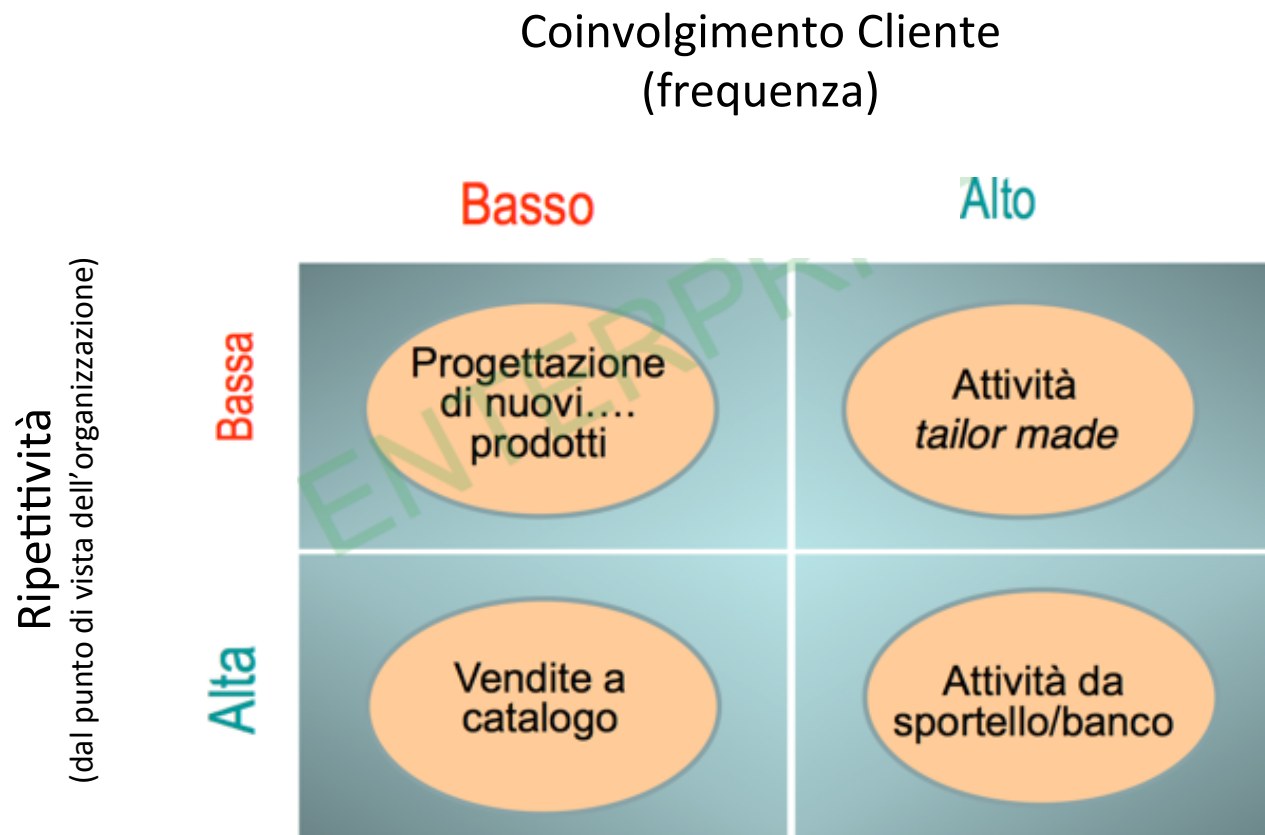 Coinvolgimento Cliente
(frequenza)
Basso
Alto
Ripetitività
(dal punto di vista dell'organizzazione)
Bassa
Progettazione
di nuovi....
prodotti
Attività
tailor made
Alta
Vendite a
catalogo
Attività da
sportello/banco